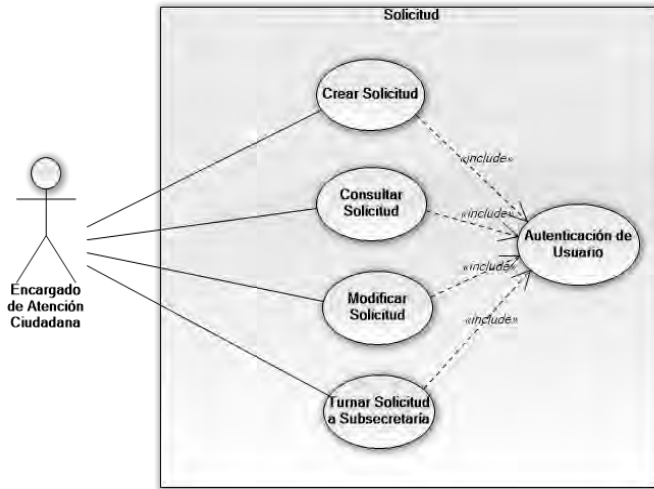 Solicitud
Crear Solicitud
«include»
Consultar
Solicitud
«include»
Autenticación de
Usuario
Encargado
de Atención
Ciudadana
«include»
Modificar
Solicitud
«include»
Turnar Solicitud
a Subsecretaría